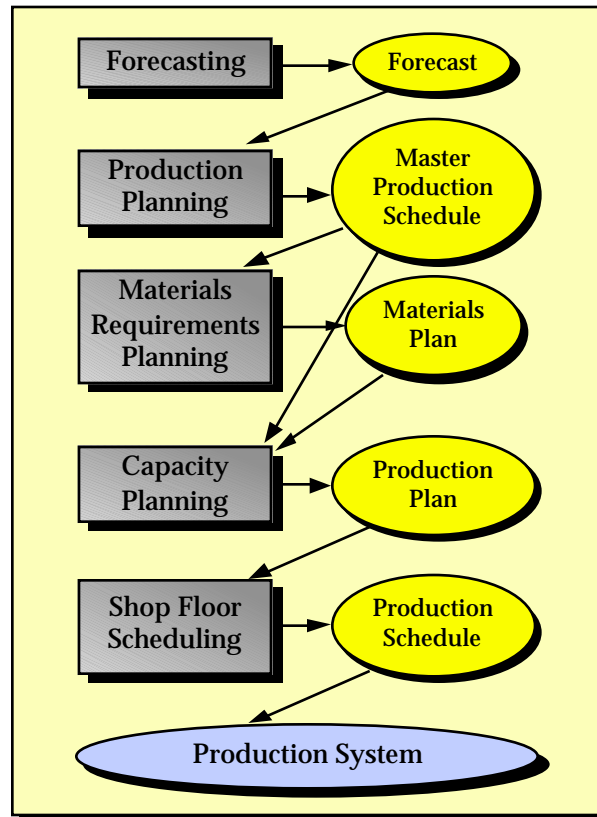 Forecasting
Forecast
Production
Planning
Master
Production
Schedule
Materials
Requirements
Planning
Materials
Plan
Capacity
Planning
Production
Plan
Shop Floor
Scheduling
Production
Schedule
Production System